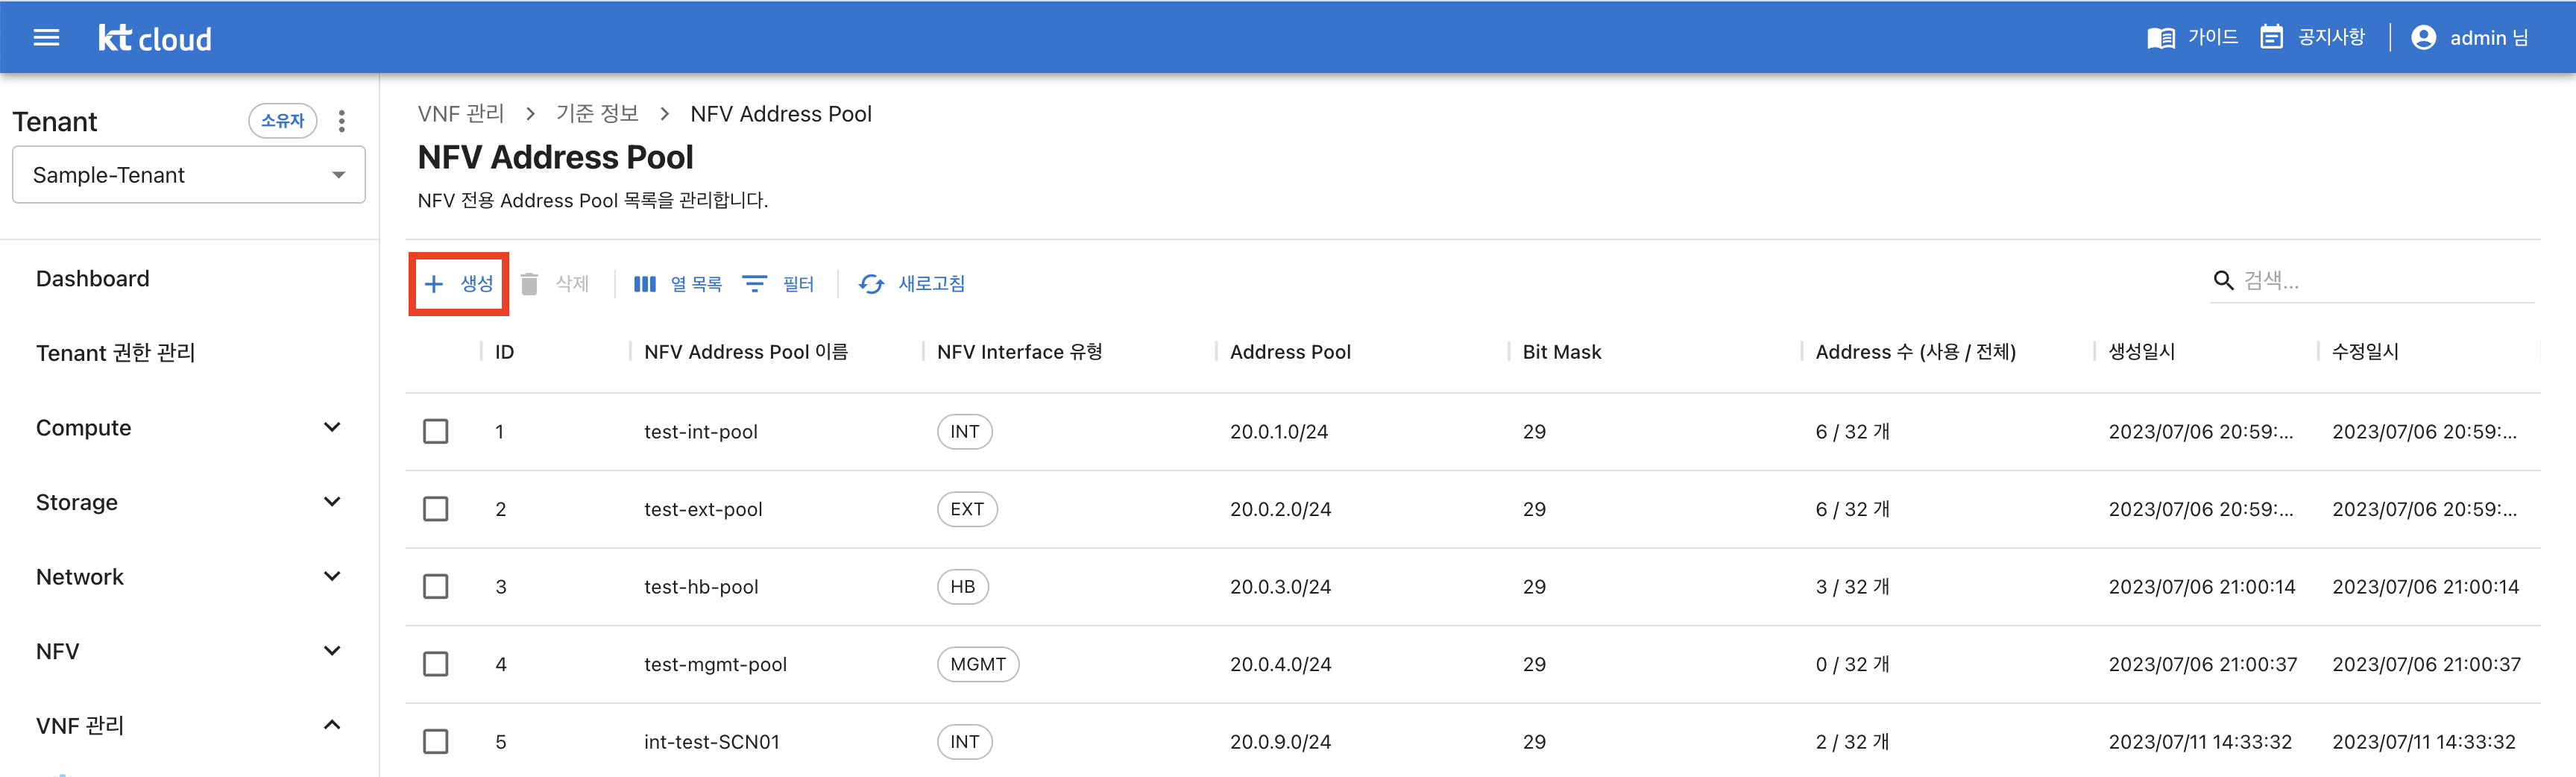 kt cloud
가이드
공지사항
admin 님
Tenant
소유자
Sample-Tenant
Dashboard
Tenant 권한 관리
Compute
Storage
Network
NFV
VNF 관리
VNF 관리 > 기준 정보 > NFV Address Pool
NFV Address Pool
NFV 전용 Address Pool 목록을 관리합니다.
+ 생성 삭제 열 목록 필터 새로고침 검색...
ID NFV Address Pool 이름 NFV Interface 유형 Address Pool Bit Mask Address 수 (사용 / 전체) 생성일시 수정일시
1 test-int-pool INT 20.0.1.0/24 29 6 / 32 개 2023/07/06 20:59:... 2023/07/06 20:59:...
2 test-ext-pool EXT 20.0.2.0/24 29 6 / 32 개 2023/07/06 20:59:... 2023/07/06 20:59:...
3 test-hb-pool HB 20.0.3.0/24 29 3 / 32 개 2023/07/06 21:00:14 2023/07/06 21:00:14
4 test-mgmt-pool MGMT 20.0.4.0/24 29 0 / 32 개 2023/07/06 21:00:37 2023/07/06 21:00:37
5 int-test-SCN01 INT 20.0.9.0/24 29 2 / 32 개 2023/07/11 14:33:32 2023/07/11 14:33:32